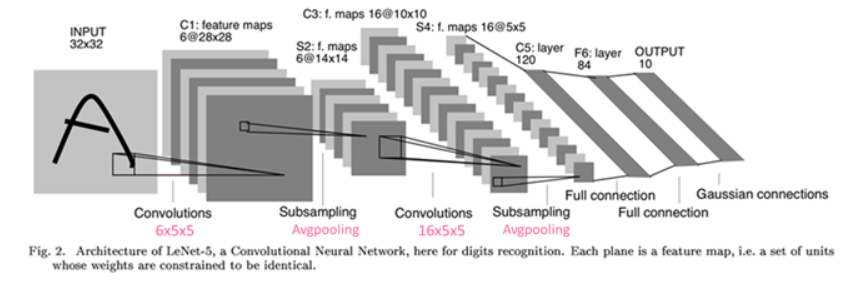 INPUT
32x32
C1: feature maps
6@28x28
S2: f. maps
6@14x14
C3: f. maps 16@10x10
S4: f. maps 16@5x5
C5: layer
120
F6: layer
84
OUTPUT
10
A
Convolutions
6x5x5
Subsampling
Avgpooling
Convolutions
16x5x5
Subsampling
Avgpooling
Full connection
Full connection
Gaussian connections
Fig. 2. Architecture of LeNet-5, a Convolutional Neural Network, here for digits recognition. Each plane is a feature map, i.e. a set of units
whose weights are constrained to be identical.